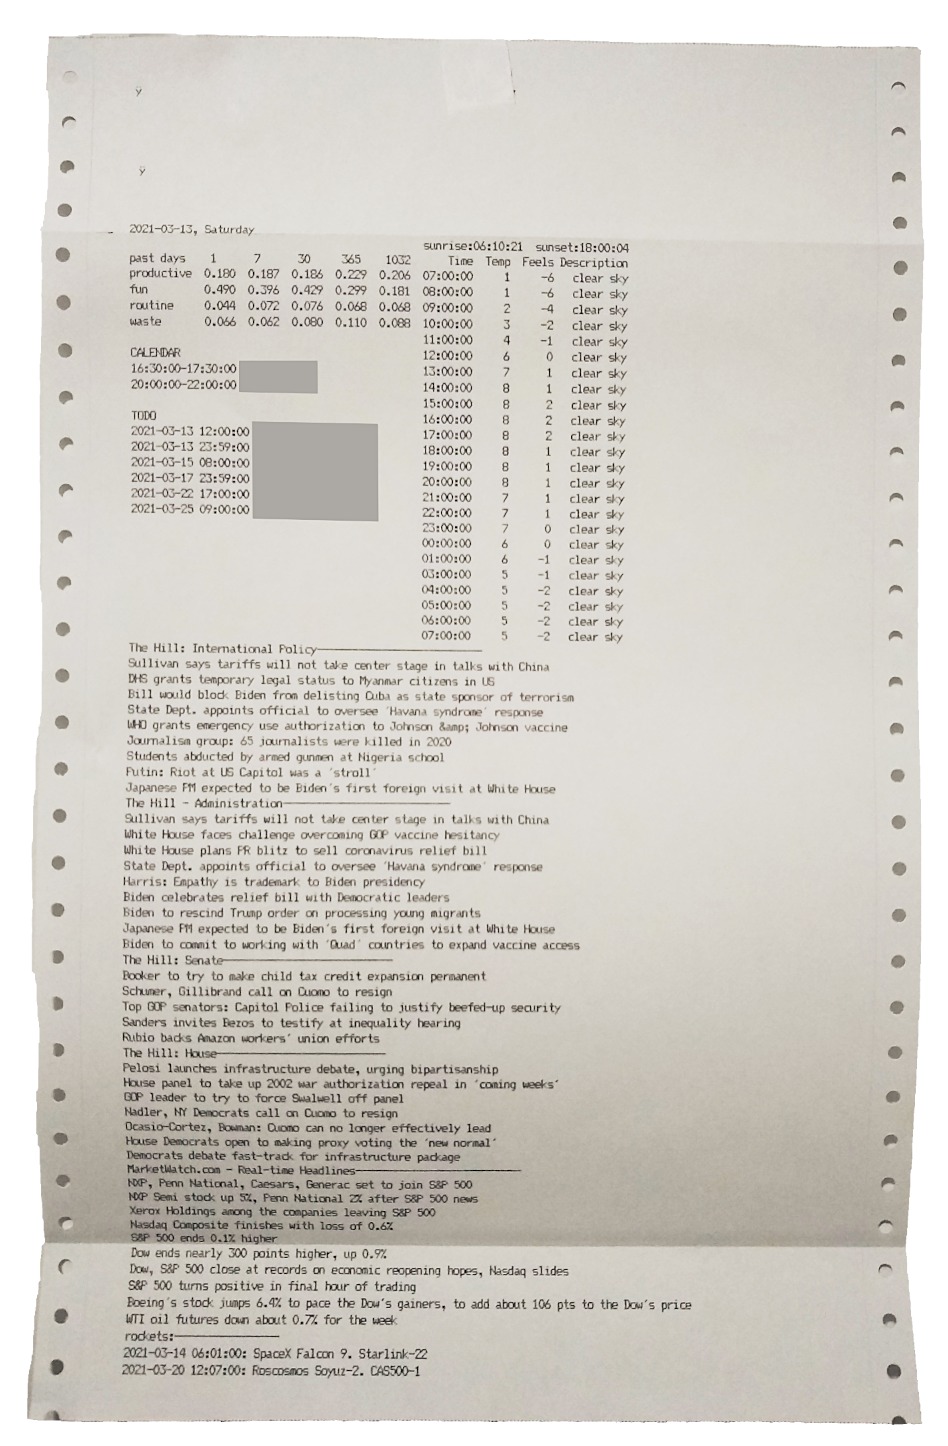 ÿ
ÿ
2021-03-13, Saturday
sunrise:06:10:21 sunset:18:00:04
past days 1 7 30 365 1032
productive 0.180 0.187 0.186 0.229 0.206
fun 0.490 0.396 0.429 0.299 0.181
routine 0.044 0.072 0.076 0.068 0.068
waste 0.066 0.062 0.080 0.110 0.088
Time Temp Feels Description
07:00:00 1 -6 clear sky
08:00:00 1 -6 clear sky
09:00:00 2 -4 clear sky
10:00:00 3 -2 clear sky
11:00:00 4 -1 clear sky
12:00:00 6 0 clear sky
13:00:00 7 1 clear sky
14:00:00 8 1 clear sky
15:00:00 8 2 clear sky
16:00:00 8 2 clear sky
17:00:00 8 2 clear sky
18:00:00 8 1 clear sky
19:00:00 8 1 clear sky
20:00:00 8 1 clear sky
21:00:00 7 1 clear sky
22:00:00 7 1 clear sky
23:00:00 7 0 clear sky
00:00:00 6 0 clear sky
01:00:00 6 -1 clear sky
03:00:00 5 -1 clear sky
04:00:00 5 -2 clear sky
05:00:00 5 -2 clear sky
06:00:00 5 -2 clear sky
07:00:00 5 -2 clear sky
CALENDAR
16:30:00-17:30:00
20:00:00-22:00:00
TODO
2021-03-13 12:00:00
2021-03-13 23:59:00
2021-03-15 08:00:00
2021-03-17 23:59:00
2021-03-22 17:00:00
2021-03-25 09:00:00
The Hill: International Policy
Sullivan says tariffs will not take center stage in talks with China
DHS grants temporary legal status to Myanmar citizens in US
Bill would block Biden from delisting Cuba as state sponsor of terrorism
State Dept. appoints official to oversee 'Havana syndrome' response
WHO grants emergency use authorization to Johnson &amp; Johnson vaccine
Journalism group: 65 journalists were killed in 2020
Students abducted by armed gunmen at Nigeria school
Putin: Riot at US Capitol was a 'stroll'
Japanese PM expected to be Biden's first foreign visit at White House
The Hill - Administration
Sullivan says tariffs will not take center stage in talks with China
White House faces challenge overcoming GOP vaccine hesitancy
White House plans PR blitz to sell coronavirus relief bill
State Dept. appoints official to oversee 'Havana syndrome' response
Harris: Empathy is trademark to Biden presidency
Biden celebrates relief bill with Democratic leaders
Biden to rescind Trump order on processing young migrants
Japanese PM expected to be Biden's first foreign visit at White House
Biden to commit to working with 'Quad' countries to expand vaccine access
The Hill: Senate
Booker to try to make child tax credit expansion permanent
Schumer, Gillibrand call on Cuomo to resign
Top GOP senators: Capitol Police failing to justify beefed-up security
Sanders invites Bezos to testify at inequality hearing
Rubio backs Amazon workers' union efforts
The Hill: House
Pelosi launches infrastructure debate, urging bipartisanship
House panel to take up 2002 war authorization repeal in 'coming weeks'
GOP leader to try to force Swalwell off panel
Nadler, NY Democrats call on Cuomo to resign
Ocasio-Cortez, Bowman: Cuomo can no longer effectively lead
House Democrats open to making proxy voting the 'new normal'
Democrats debate fast-track for infrastructure package
MarketWatch.com - Real-time Headlines
NXP, Penn National, Caesars, Generac set to join S&P 500
NXP Semi stock up 5%, Penn National 2% after S&P 500 news
Xerox Holdings among the companies leaving S&P 500
Nasdaq Composite finishes with loss of 0.6%
S&P 500 ends 0.1% higher
Dow ends nearly 300 points higher, up 0.9%
Dow, S&P 500 close at records on economic reopening hopes, Nasdaq slides
S&P 500 turns positive in final hour of trading
Boeing's stock jumps 6.4% to pace the Dow's gainers, to add about 106 pts to the Dow's price
WTI oil futures down about 0.7% for the week
rockets:
2021-03-14 06:01:00: SpaceX Falcon 9. Starlink-22
2021-03-20 12:07:00: Roscosmos Soyuz-2. CAS500-1